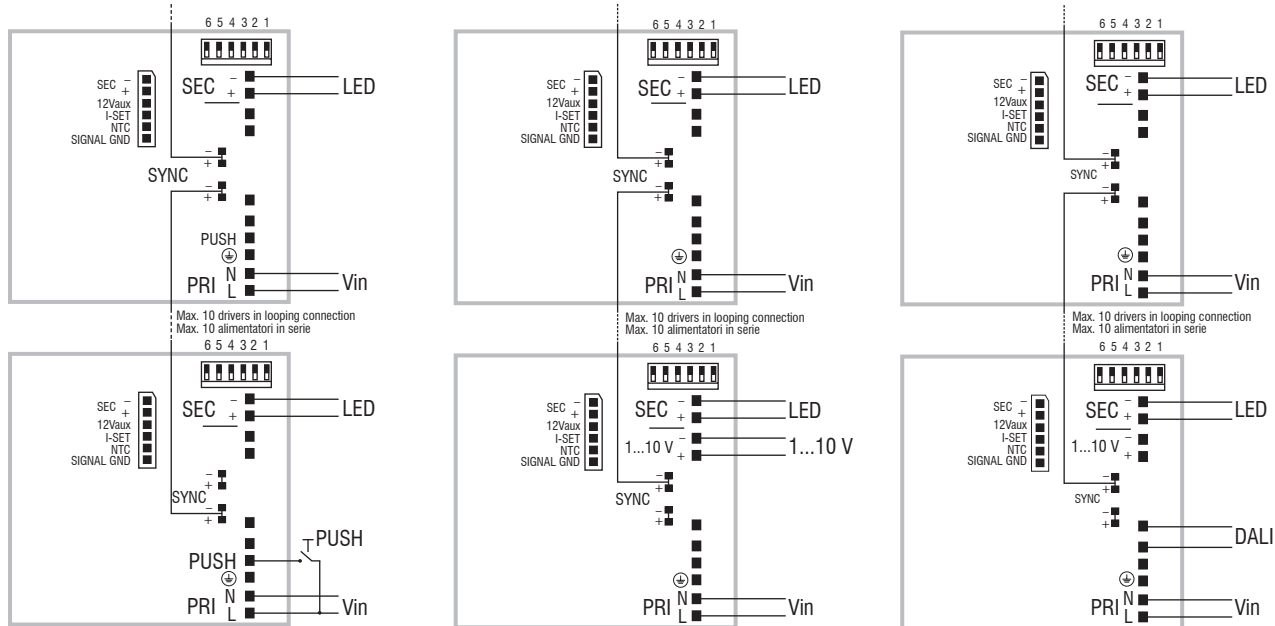 6 5 4 3 2 1
SEC −
+
12Vaux
I-SET
NTC
SIGNAL GND
SEC −
+
LED
−
+
SYNC
−
+
PUSH
N
PRI
L
Vin
Max. 10 drivers in looping connection
Max. 10 alimentatori in serie
6 5 4 3 2 1
SEC −
+
12Vaux
I-SET
NTC
SIGNAL GND
SEC −
+
LED
−
+
SYNC
−
+
PUSH
PUSH
N
PRI
L
Vin
6 5 4 3 2 1
SEC −
+
12Vaux
I-SET
NTC
SIGNAL GND
SEC −
+
LED
−
+
SYNC
−
+
N
PRI
L
Vin
Max. 10 drivers in looping connection
Max. 10 alimentatori in serie
6 5 4 3 2 1
SEC −
+
12Vaux
I-SET
NTC
SIGNAL GND
SEC −
+
LED
−
1...10 V
+
1...10 V
−
+
SYNC
−
+
N
PRI
L
Vin
6 5 4 3 2 1
SEC −
+
12Vaux
I-SET
NTC
SIGNAL GND
SEC −
+
LED
−
+
SYNC
−
+
N
PRI
L
Vin
Max. 10 drivers in looping connection
Max. 10 alimentatori in serie
6 5 4 3 2 1
SEC −
+
12Vaux
I-SET
NTC
SIGNAL GND
SEC −
+
LED
−
1...10 V
+
−
+
SYNC
−
+
DALI
N
PRI
L
Vin